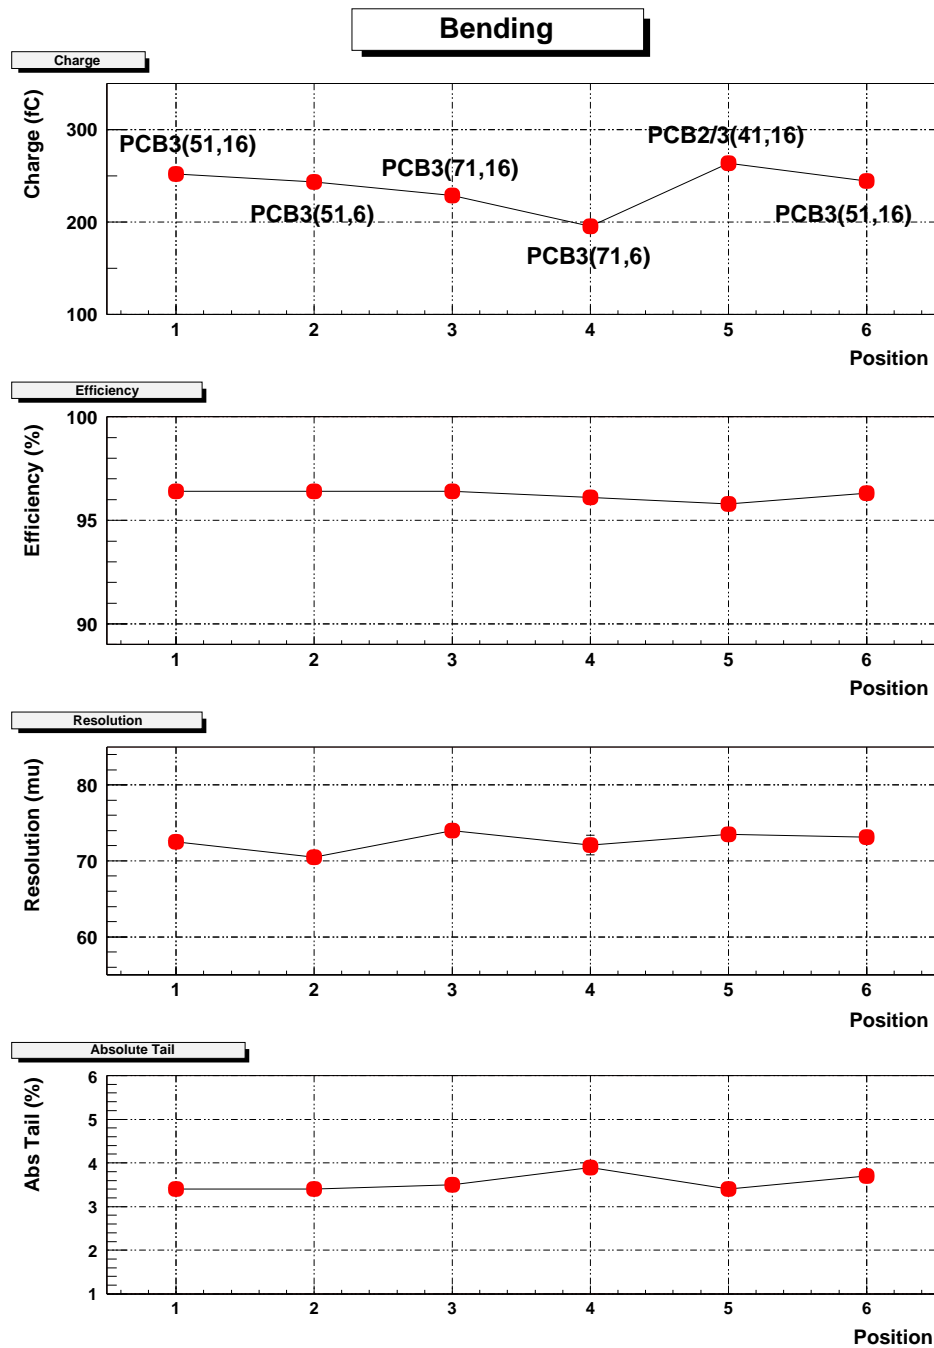 Bending
Charge
Charge (fC)
300
200
100
PCB3(51,16)
PCB3(51,6)
PCB3(71,16)
PCB3(71,6)
PCB2/3(41,16)
PCB3(51,16)
1 2 3 4 5 6
Position
Efficiency
Efficiency (%)
100
95
90
1 2 3 4 5 6
Position
Resolution
Resolution (mu)
80
70
60
1 2 3 4 5 6
Position
Absolute Tail
Abs Tail (%)
6
5
4
3
2
1
1 2 3 4 5 6
Position